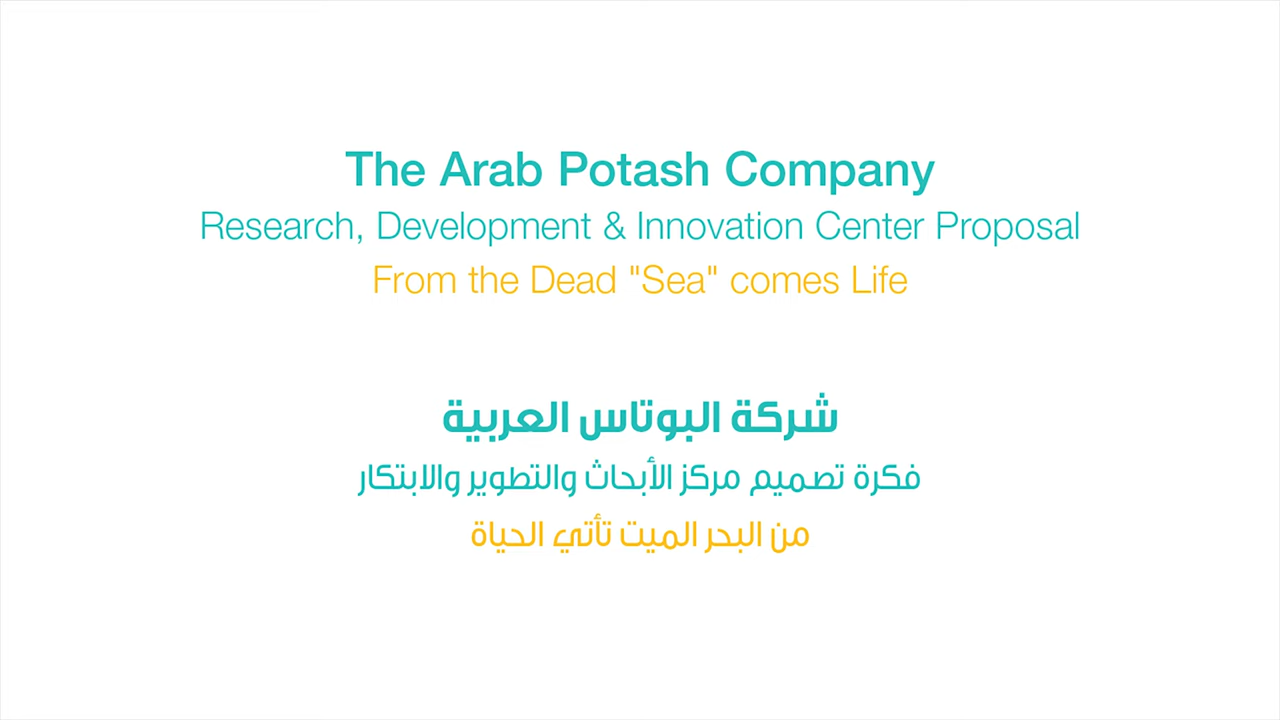 The Arab Potash Company
Research, Development & Innovation Center Proposal
From the Dead "Sea" comes Life
شركة البوتاس العربية
فكرة تصميم مركز الأبحاث والتطوير والابتكار
من البحر الميت تأتي الحياة